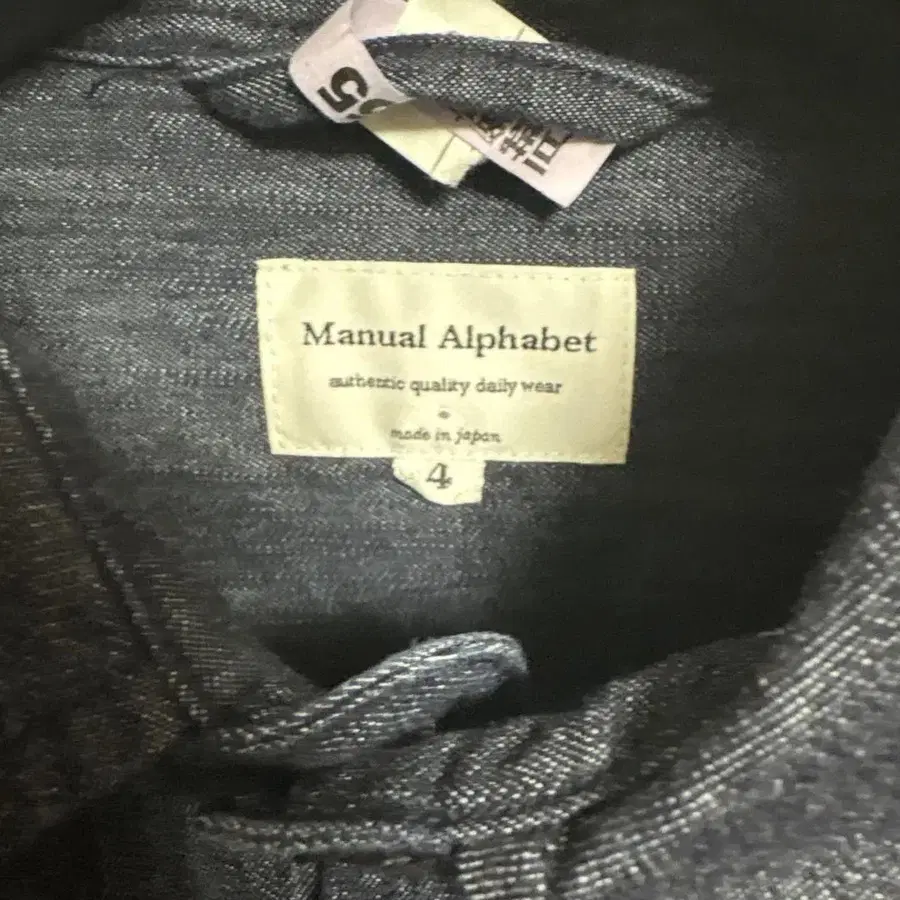 Manual Alphabet
authentic quality daily wear
made in japan
4